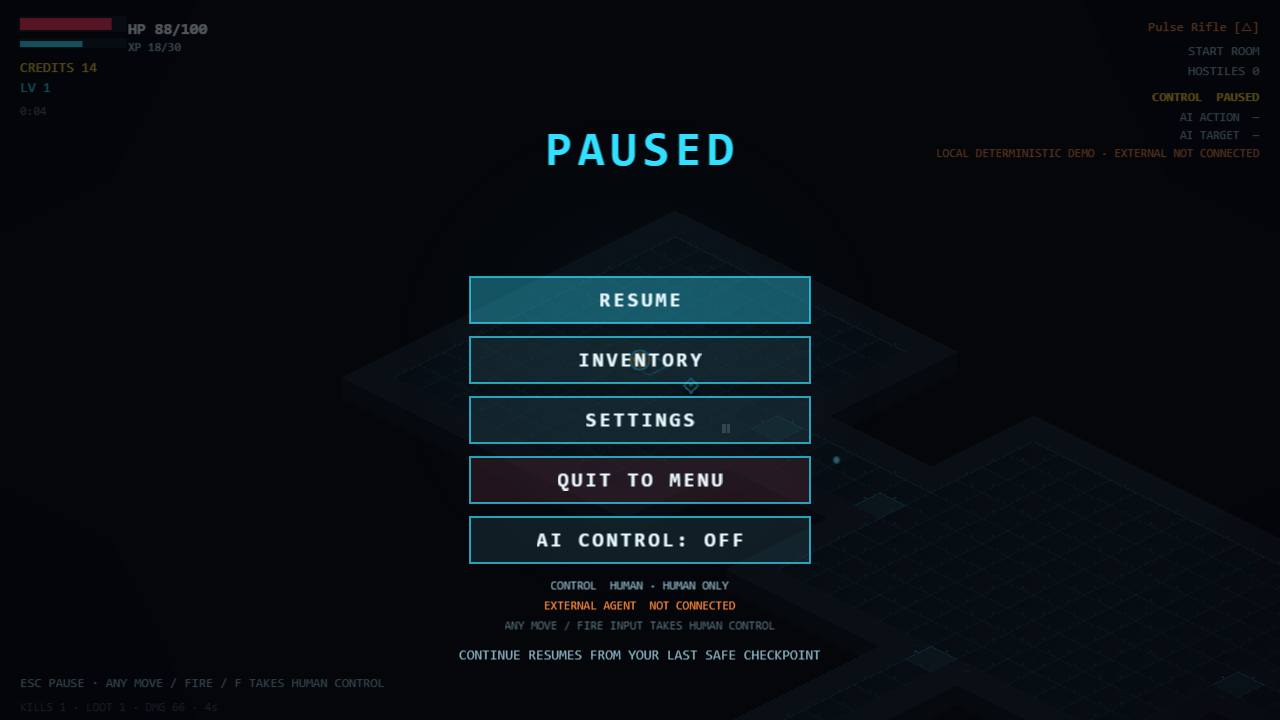 HP 88/100
XP 18/30
CREDITS 14
LV 1
0:04
Pulse Rifle [△]
START ROOM
HOSTILES 0
CONTROL PAUSED
AI ACTION —
AI TARGET —
LOCAL DETERMINISTIC DEMO · EXTERNAL NOT CONNECTED
PAUSED
RESUME
INVENTORY
SETTINGS
QUIT TO MENU
AI CONTROL: OFF
CONTROL HUMAN · HUMAN ONLY
EXTERNAL AGENT NOT CONNECTED
ANY MOVE / FIRE INPUT TAKES HUMAN CONTROL
CONTINUE RESUMES FROM YOUR LAST SAFE CHECKPOINT
ESC PAUSE · ANY MOVE / FIRE / F TAKES HUMAN CONTROL
KILLS 1 · LOOT 1 · DMG 66 · 4s